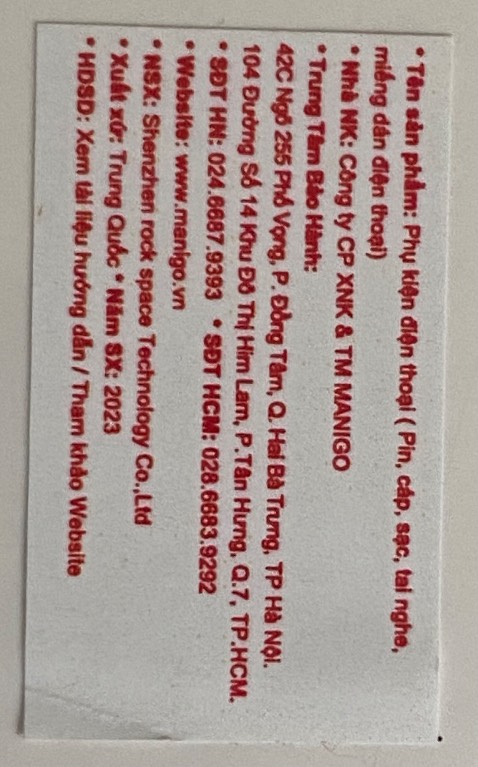 * Tên sản phẩm: Phụ kiện điện thoại ( Pin, cáp, sạc, tai nghe,
miếng dán điện thoại)
* Nhà NK: Công ty CP XNK & TM MANIGO
* Trung Tâm Bảo Hành:
42C Ngõ 255 Phố Vọng, P. Đồng Tâm, Q. Hai Bà Trưng, TP Hà Nội.
104 Đường Số 14 Khu Đô Thị Him Lam, P.Tân Hưng, Q.7, TP.HCM.
* SĐT HN: 024.6687.9393 * SĐT HCM: 028.6683.9292
* Website: www.manigo.vn
* NSX: Shenzhen rock space Technology Co.,Ltd
* Xuất xứ: Trung Quốc * Năm SX: 2023
* HDSD: Xem tài liệu hướng dẫn / Tham khảo Website